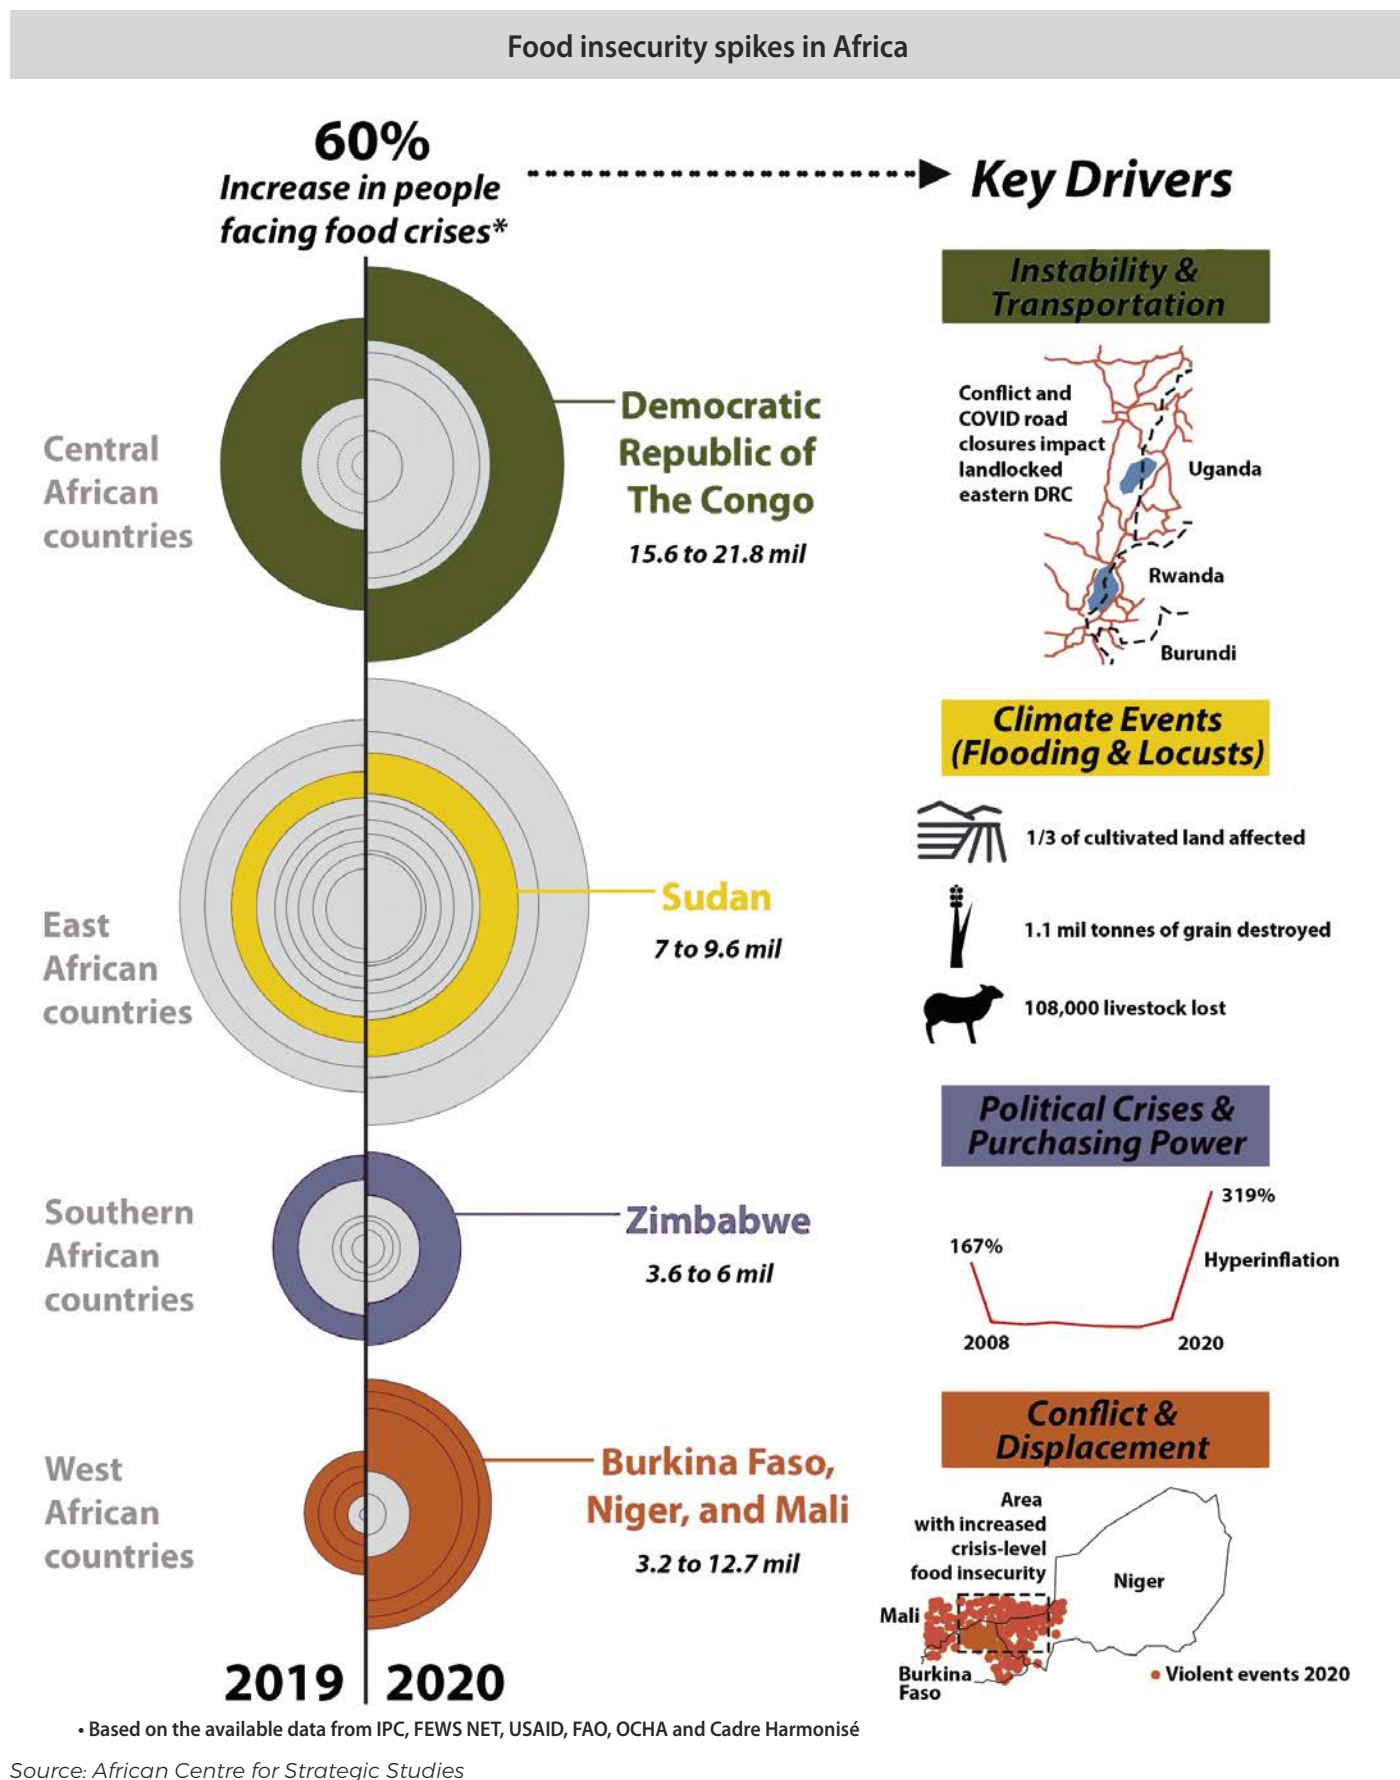 Food insecurity spikes in Africa
60%
Increase in people
facing food crises*
Key Drivers
Instability &
Transportation
Conflict and
COVID road
closures impact
landlocked
eastern DRC
Uganda
Rwanda
Burundi
Central
African
countries
Democratic
Republic of
The Congo
15.6 to 21.8 mil
Climate Events
(Flooding & Locusts)
1/3 of cultivated land affected
1.1 mil tonnes of grain destroyed
108,000 livestock lost
East
African
countries
Sudan
7 to 9.6 mil
Political Crises &
Purchasing Power
319%
167%
Hyperinflation
2008
2020
Southern
African
countries
Zimbabwe
3.6 to 6 mil
Conflict &
Displacement
Area
with increased
crisis-level
food insecurity
Niger
Mali
Burkina
Faso
Violent events 2020
West
African
countries
Burkina Faso,
Niger, and Mali
3.2 to 12.7 mil
2019 2020
• Based on the available data from IPC, FEWS NET, USAID, FAO, OCHA and Cadre Harmonisé
Source: African Centre for Strategic Studies